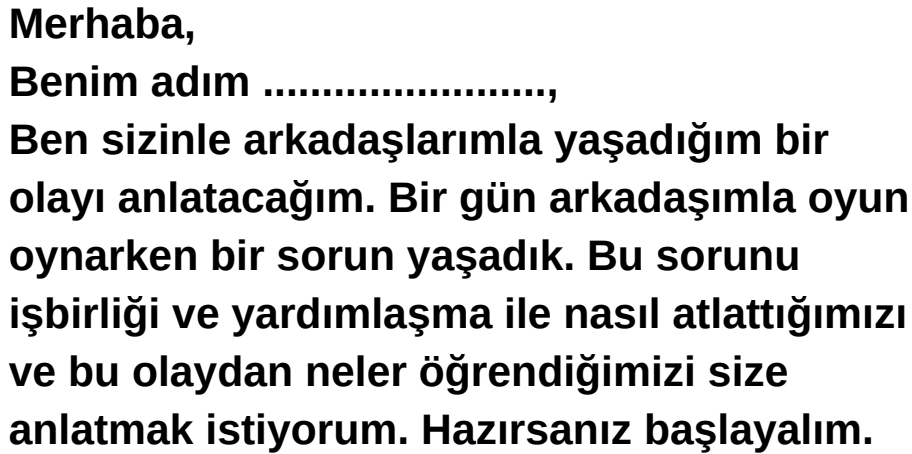 Merhaba,
Benim adım ........................,
Ben sizinle arkadaşlarımla yaşadığım bir
olayı anlatacağım. Bir gün arkadaşımla oyun
oynarken bir sorun yaşadık. Bu sorunu
işbirliği ve yardımlaşma ile nasıl atlattığımızı
ve bu olaydan neler öğrendiğimizi size
anlatmak istiyorum. Hazırsanız başlayalım.